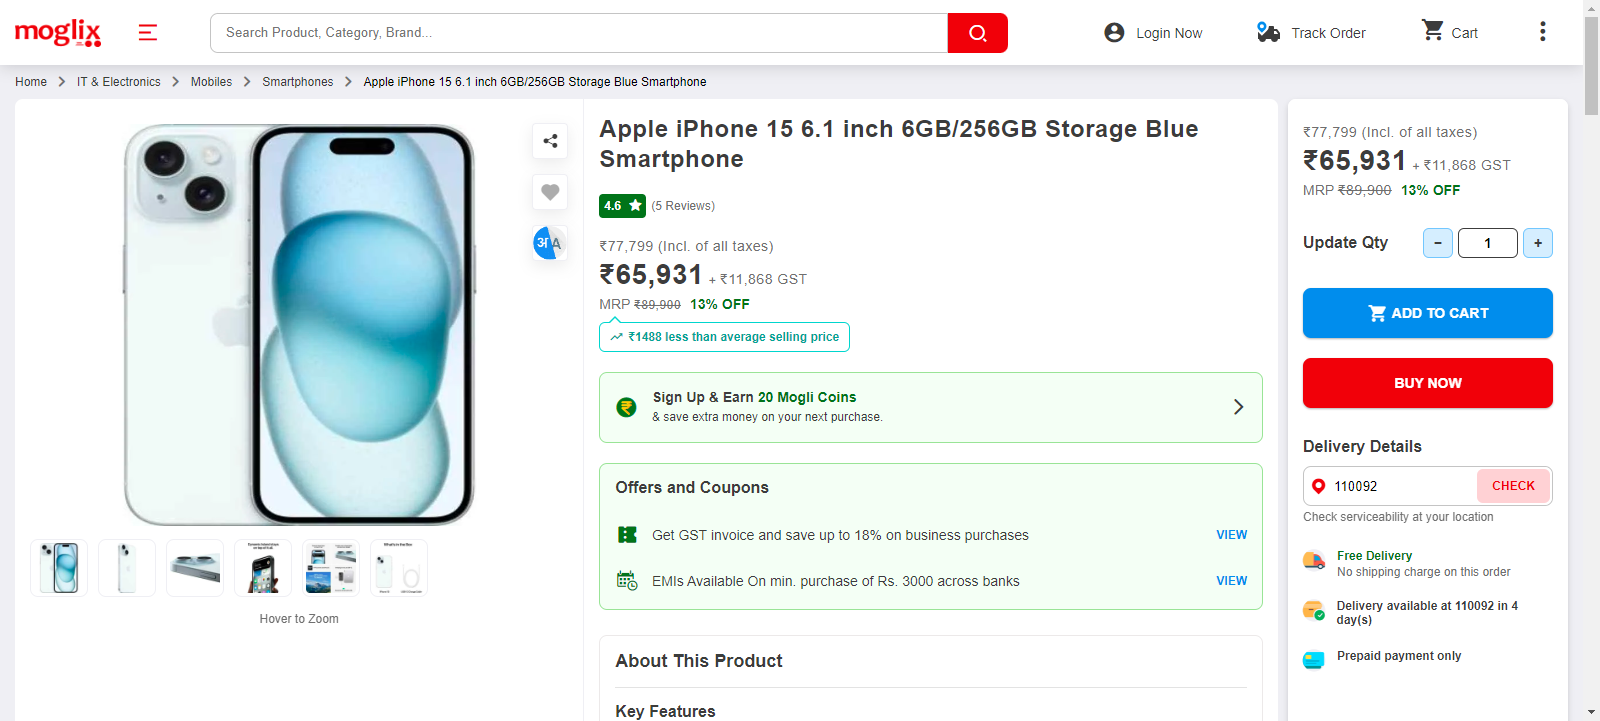 moglix
Search Product, Category, Brand...
Login Now
Track Order
Cart
Home > IT & Electronics > Mobiles > Smartphones > Apple iPhone 15 6.1 inch 6GB/256GB Storage Blue Smartphone
अ A
Hover to Zoom
Apple iPhone 15 6.1 inch 6GB/256GB Storage Blue
Smartphone
4.6 ★ (5 Reviews)
₹77,799 (Incl. of all taxes)
₹65,931 + ₹11,868 GST
MRP ₹89,900 13% OFF
₹1488 less than average selling price
Sign Up & Earn 20 Mogli Coins
& save extra money on your next purchase.
Offers and Coupons
Get GST invoice and save up to 18% on business purchases VIEW
EMIs Available On min. purchase of Rs. 3000 across banks VIEW
About This Product
Key Features
₹77,799 (Incl. of all taxes)
₹65,931 + ₹11,868 GST
MRP ₹89,900 13% OFF
Update Qty - 1 +
ADD TO CART
BUY NOW
Delivery Details
110092 CHECK
Check serviceability at your location
Free Delivery
No shipping charge on this order
Delivery available at 110092 in 4
day(s)
Prepaid payment only